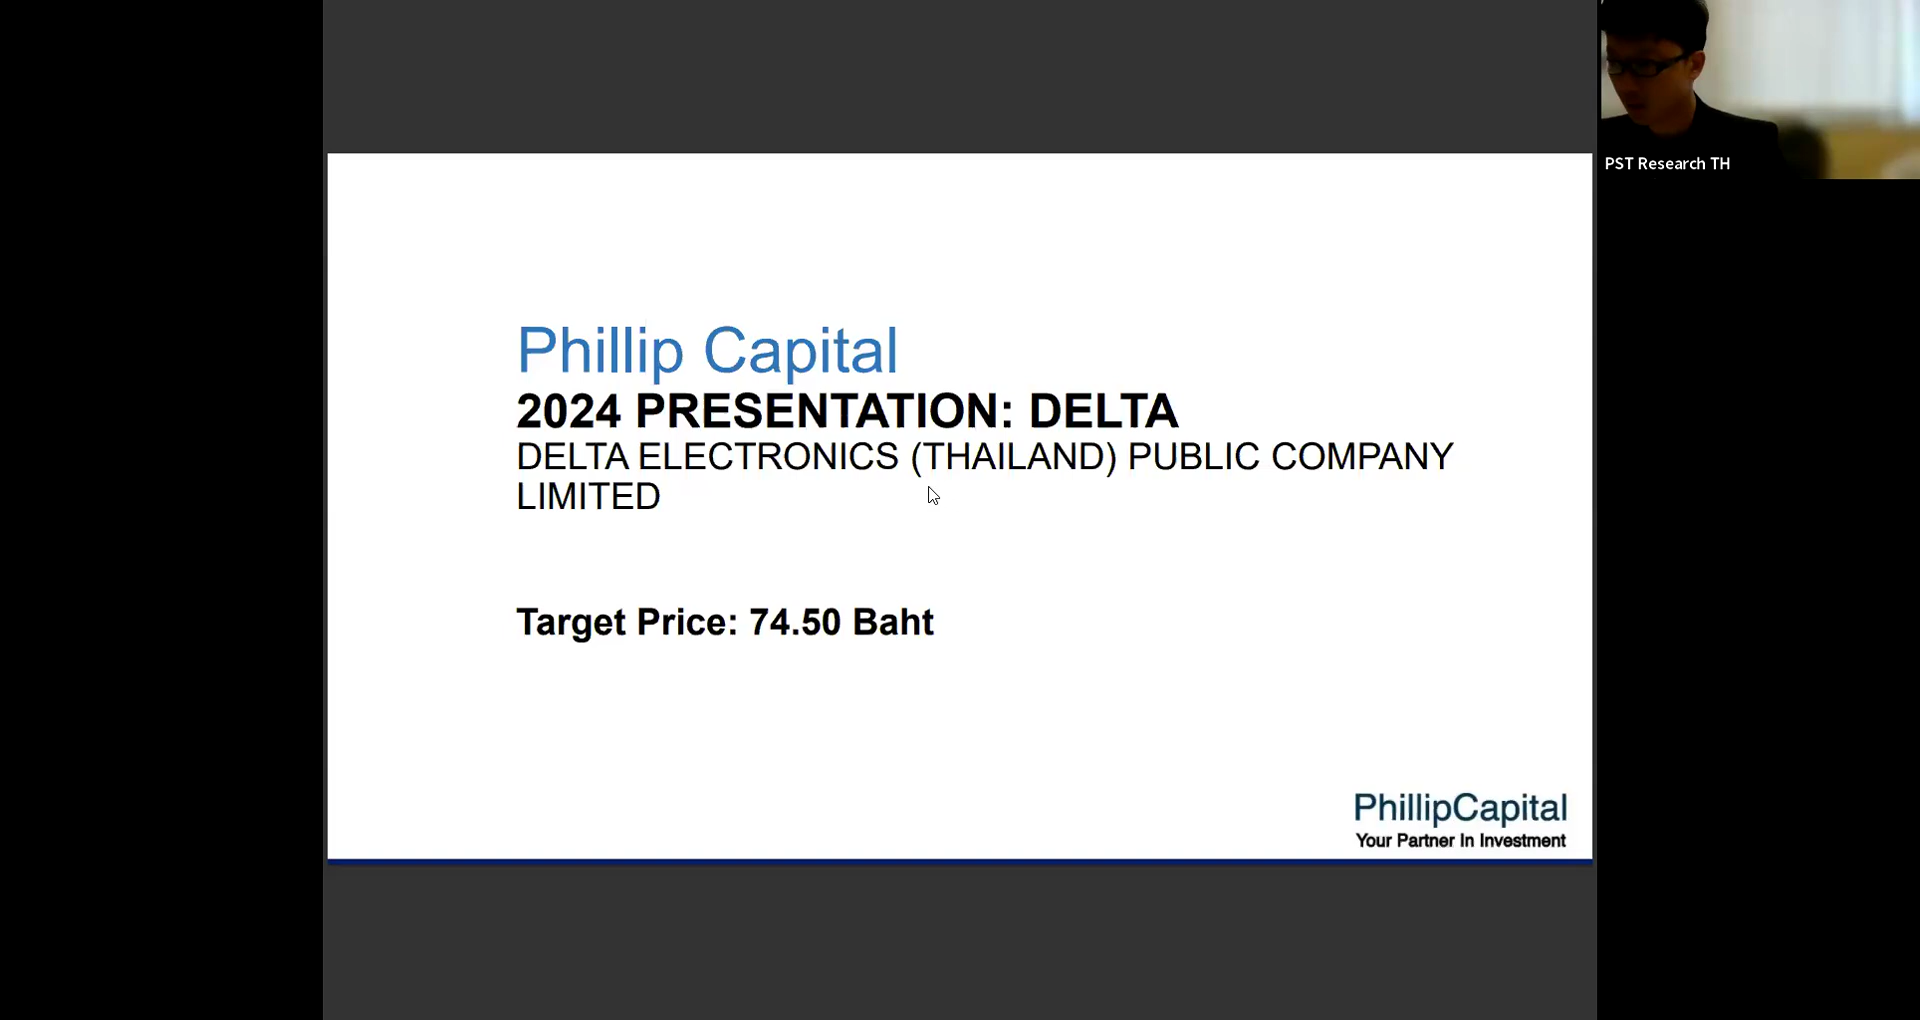 Phillip Capital
2024 PRESENTATION: DELTA
DELTA ELECTRONICS (THAILAND) PUBLIC COMPANY
LIMITED
Target Price: 74.50 Baht
PhillipCapital
Your Partner In Investment
PST Research TH